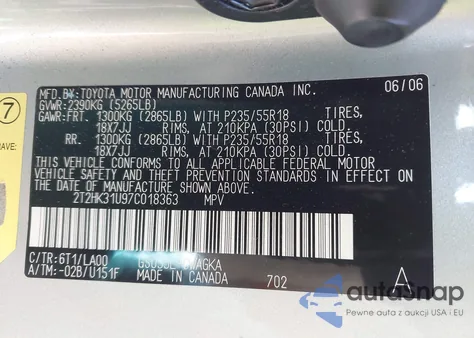 MFD.BY: TOYOTA MOTOR MANUFACTURING CANADA INC. 06/06
GVWR: 2390KG (5265LB)
GAWR:FRT. 1300KG (2865LB) WITH P235/55R18 TIRES,
18X7JJ RIMS, AT 210KPA (30PSI) COLD.
RR. 1300KG (2865LB) WITH P235/55R18 TIRES,
18X7JJ RIMS, AT 210KPA (30PSI) COLD.
THIS VEHICLE CONFORMS TO ALL APPLICABLE FEDERAL MOTOR
VEHICLE SAFETY AND THEFT PREVENTION STANDARDS IN EFFECT ON
THE DATE OF MANUFACTURE SHOWN ABOVE.
2T2HK31U97C018363 MPV
C/TR:6T1/LA00
A/TM:-02B/U151F MADE IN CANADA 702 A
7
autoSnap
Pewne auta z aukcji USA i EU